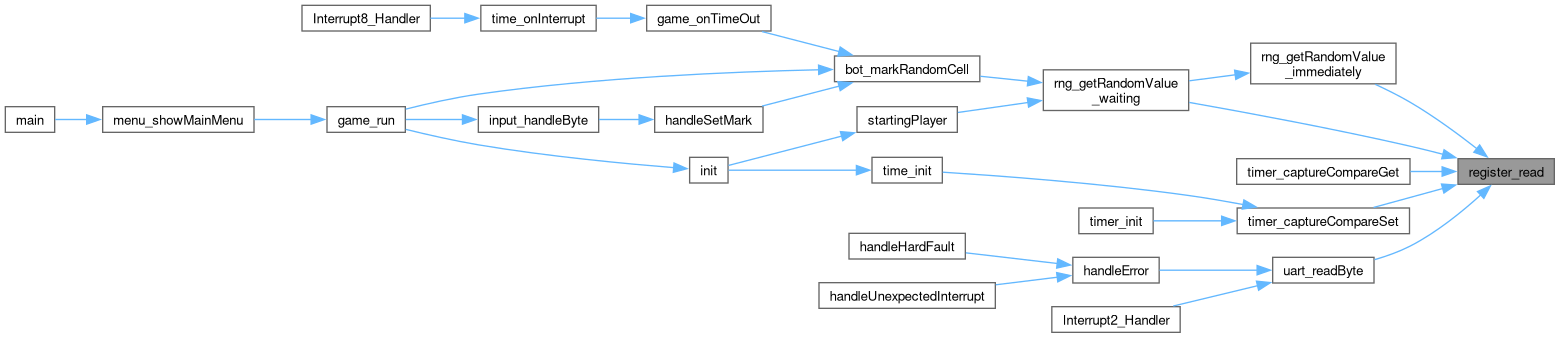 Interrupt8_Handler
time_onInterrupt
game_onTimeOut
main
menu_showMainMenu
game_run
input_handleByte
handleSetMark
bot_markRandomCell
rng_getRandomValue
_waiting
rng_getRandomValue
_immediately
startingPlayer
init
time_init
timer_captureCompareGet
register_read
timer_init
timer_captureCompareSet
handleHardFault
handleError
uart_readByte
handleUnexpectedInterrupt
Interrupt2_Handler